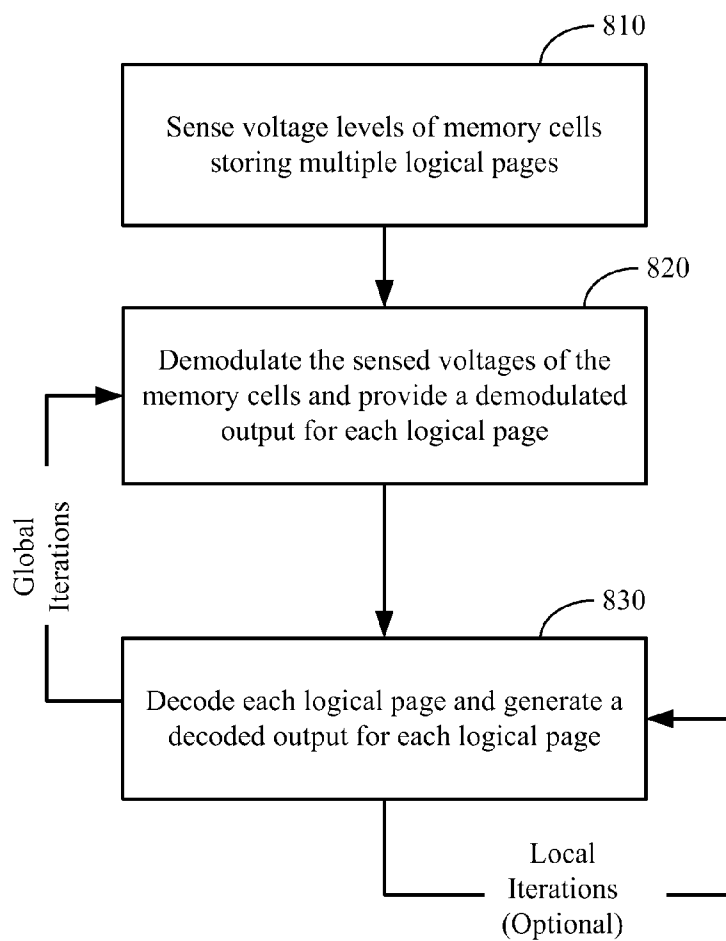 810
Sense voltage levels of memory cells
storing multiple logical pages
820
Demodulate the sensed voltages of the
memory cells and provide a demodulated
output for each logical page
Global
Iterations
830
Decode each logical page and generate a
decoded output for each logical page
Local
Iterations
(Optional)